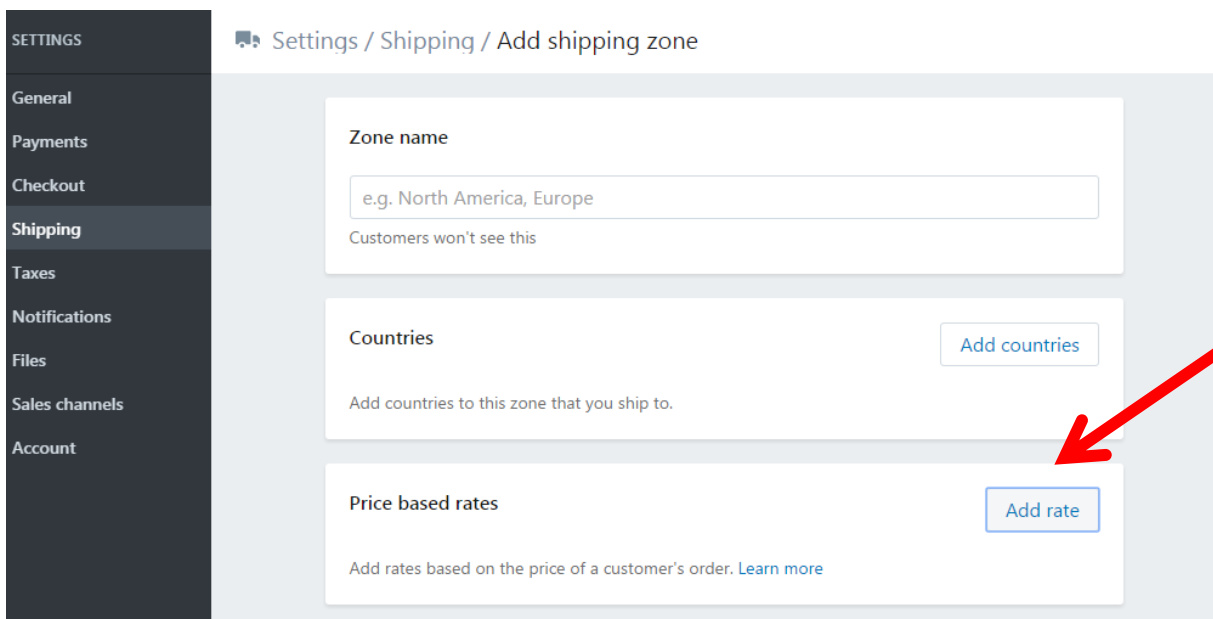 SETTINGS
General
Payments
Checkout
Shipping
Taxes
Notifications
Files
Sales channels
Account
Settings / Shipping / Add shipping zone
Zone name
e.g. North America, Europe
Customers won't see this
Countries
Add countries
Add countries to this zone that you ship to.
Price based rates
Add rate
Add rates based on the price of a customer's order. Learn more